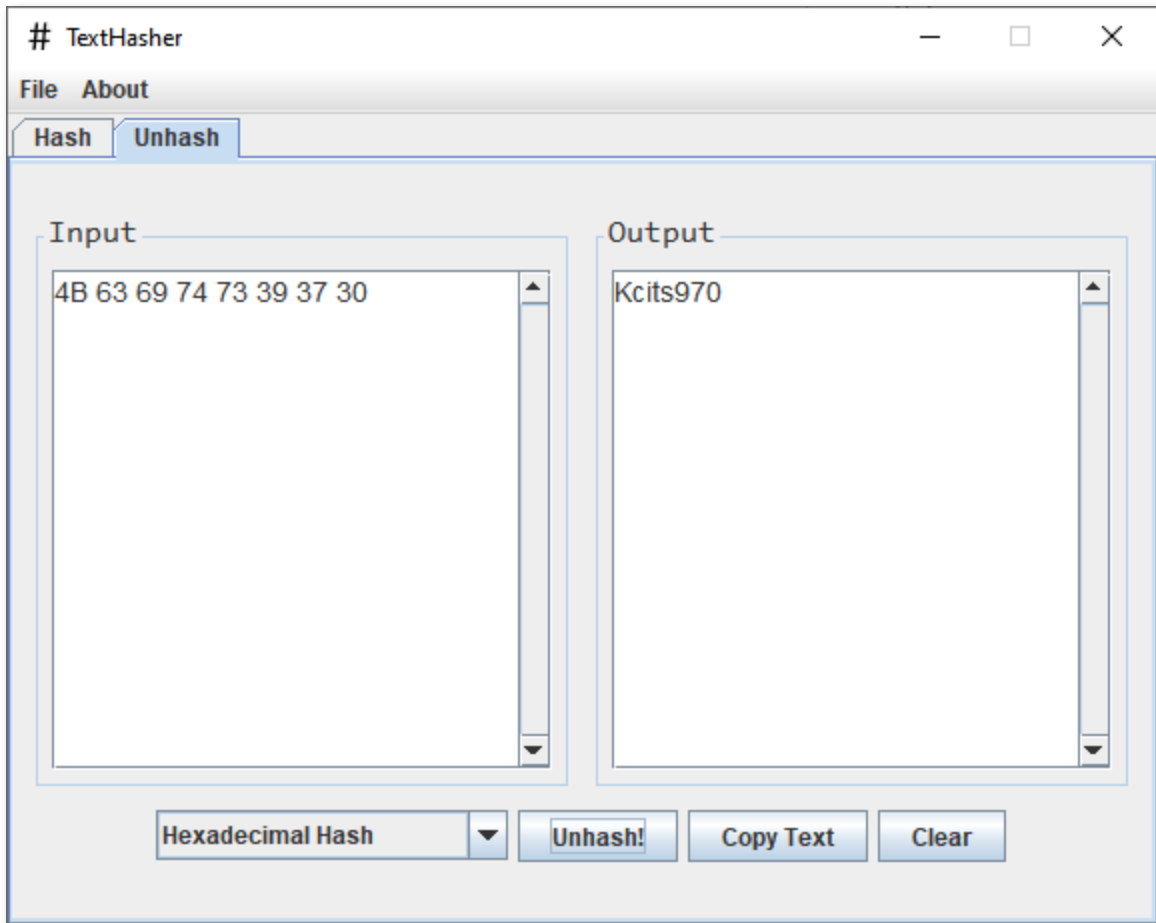 # TextHasher
File About
Hash Unhash
Input
Output
4B 63 69 74 73 39 37 30
Kcits970
Hexadecimal Hash Unhash! Copy Text Clear